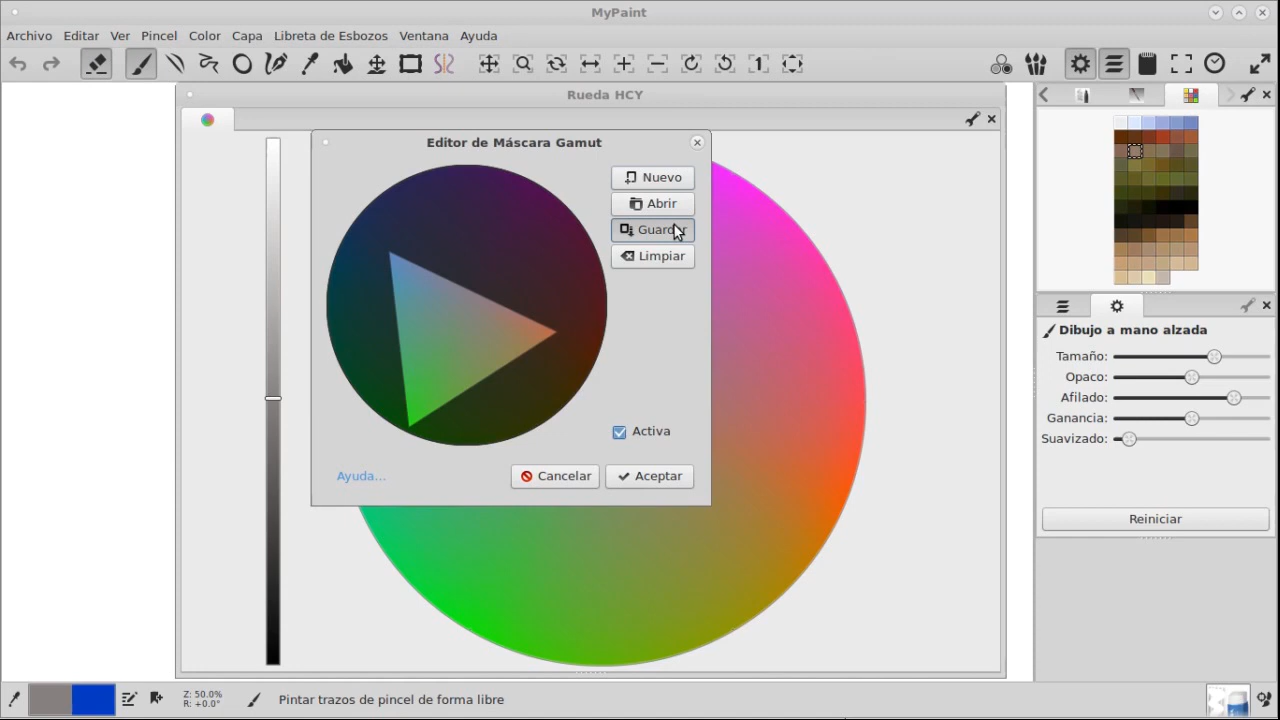 MyPaint
Archivo Editar Ver Pincel Color Capa Libreta de Esbozos Ventana Ayuda
Rueda HCY
Editor de Máscara Gamut
Nuevo
Abrir
Guardar
Limpiar
Activa
Ayuda...
Cancelar
Aceptar
Dibujo a mano alzada
Tamaño:
Opaco:
Afilado:
Ganancia:
Suavizado:
Reiniciar
Z: 50.0%
R: +0.0°
Pintar trazos de pincel de forma libre